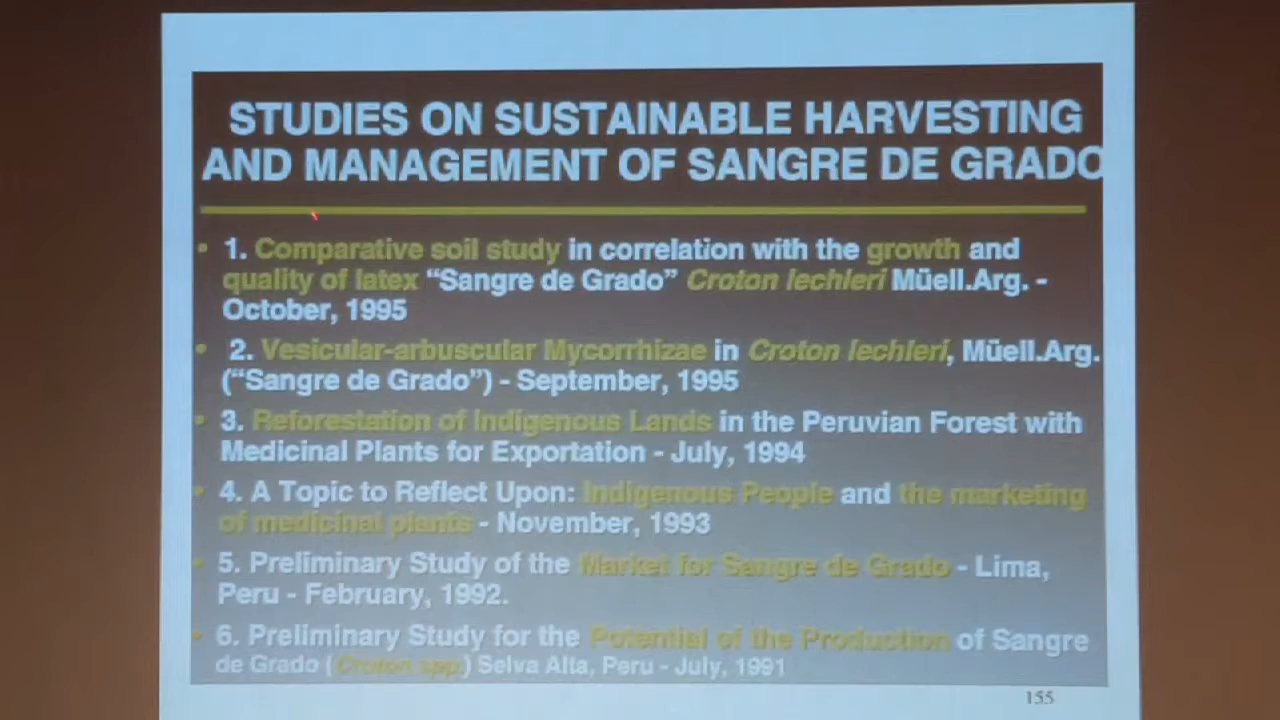 STUDIES ON SUSTAINABLE HARVESTING
AND MANAGEMENT OF SANGRE DE GRADO
• 1. Comparative soil study in correlation with the growth and
quality of latex “Sangre de Grado” Croton lechleri Müell.Arg. -
October, 1995
• 2. Vesicular-arbuscular Mycorrhizae in Croton lechleri, Müell.Arg.
(“Sangre de Grado”) - September, 1995
• 3. Reforestation of Indigenous Lands in the Peruvian Forest with
Medicinal Plants for Exportation - July, 1994
• 4. A Topic to Reflect Upon: Indigenous People and the marketing
of medicinal plants - November, 1993
• 5. Preliminary Study of the Market for Sangre de Grado - Lima,
Peru - February, 1992.
• 6. Preliminary Study for the Potential of the Production of Sangre
de Grado (Croton spp.) Selva Alta, Peru - July, 1991
155